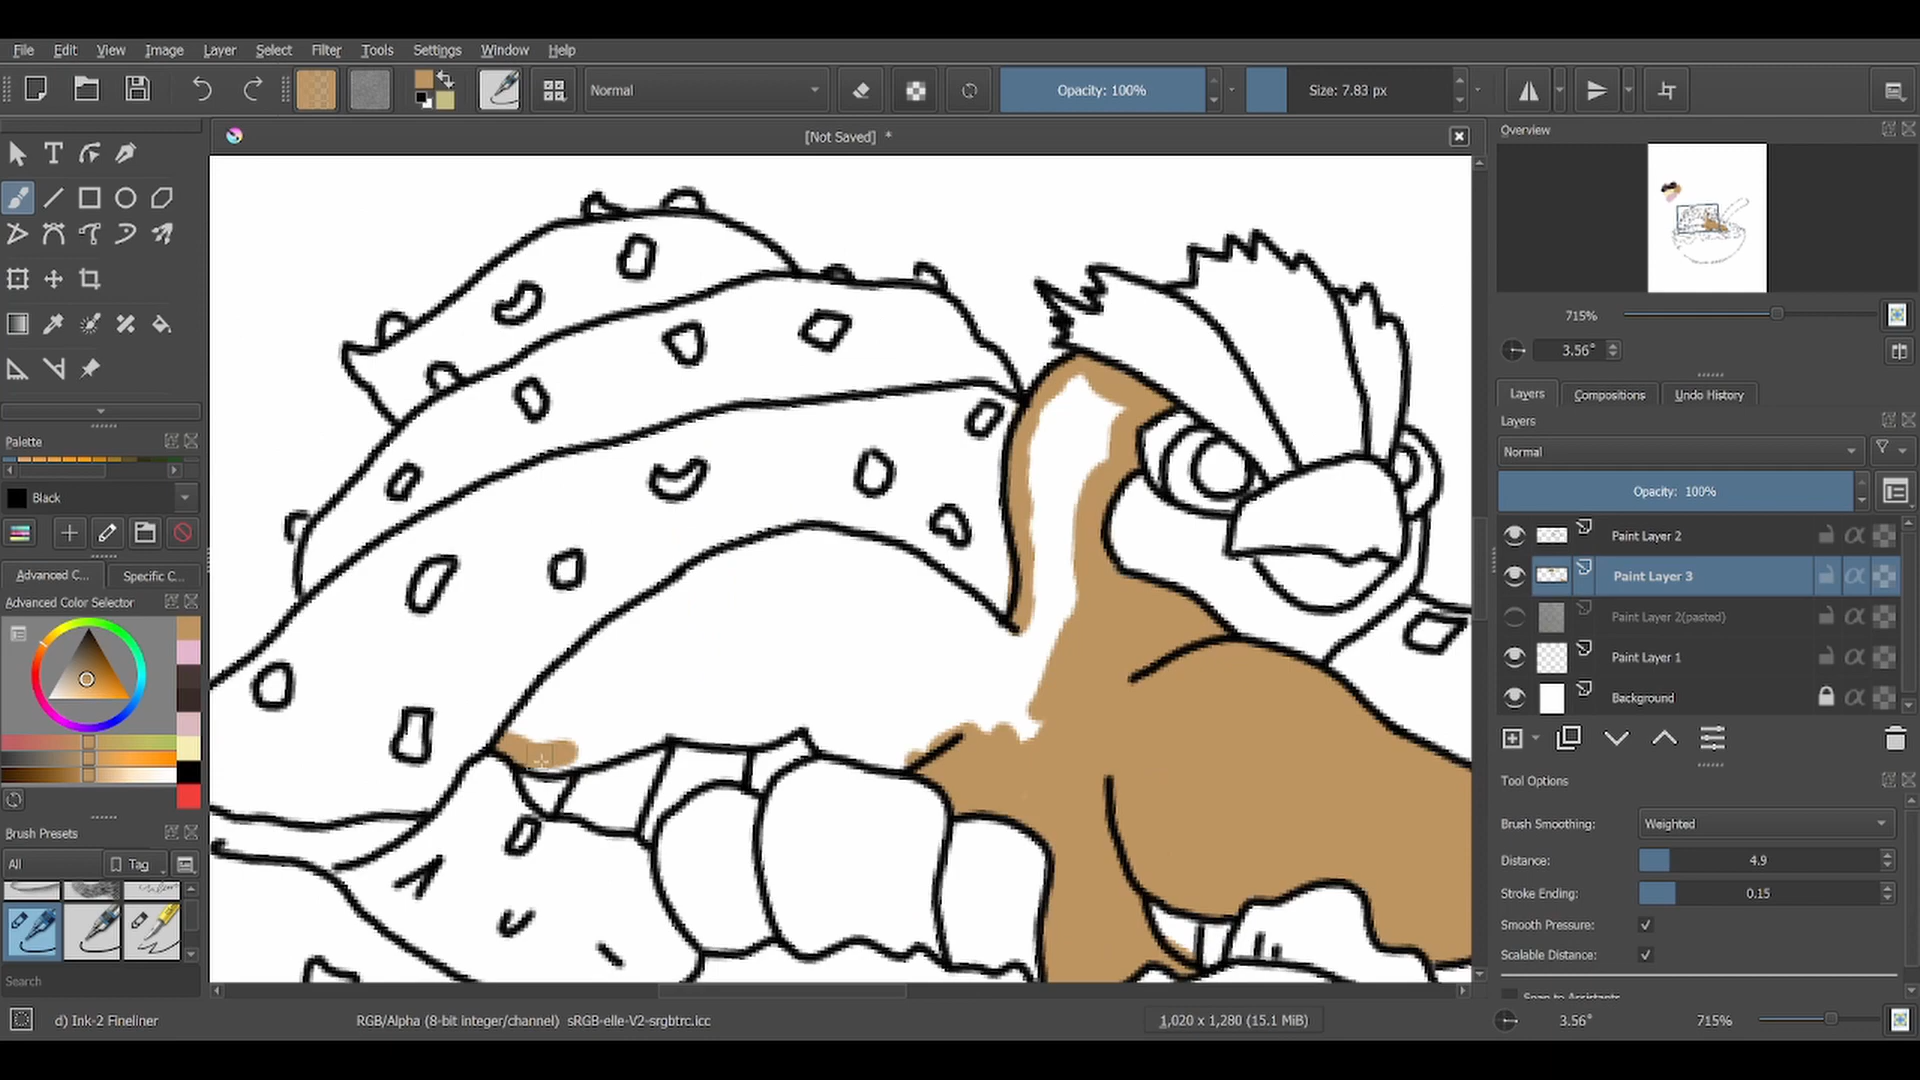 File Edit View Image Layer Select Filter Tools Settings Window Help
Normal
Opacity: 100%
Size: 7.83 px
[Not Saved] *
Overview
715%
3.56°
Layers Compositions Undo History
Layers
Normal
Opacity: 100%
Paint Layer 2
Paint Layer 3
Paint Layer 2(pasted)
Paint Layer 1
Background
Tool Options
Brush Smoothing: Weighted
Distance: 4.9
Stroke Ending: 0.15
Smooth Pressure:
Scalable Distance:
Snap to Assistants
Palette
Black
Advanced C... Specific C...
Advanced Color Selector
Brush Presets
All Tag
Search
d) Ink-2 Fineliner
RGB/Alpha (8-bit integer/channel) sRGB-elle-V2-srgbtrc.icc
1,020 x 1,280 (15.1 MiB)
3.56°
715%